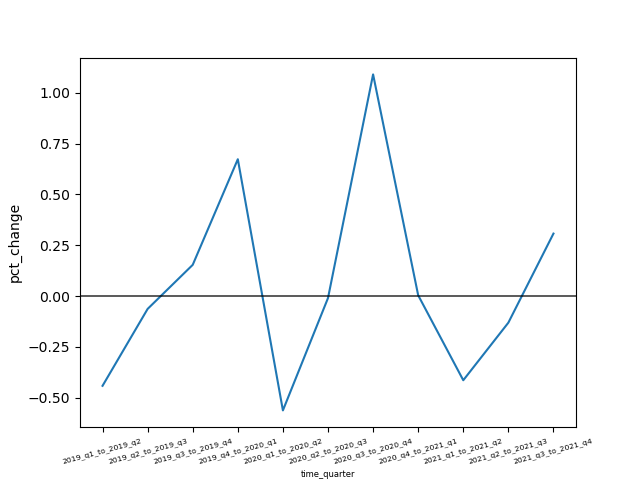 pct_change
1.00
0.75
0.50
0.25
0.00
−0.25
−0.50
2019_q1_to_2019_q2
2019_q2_to_2019_q3
2019_q3_to_2019_q4
2019_q4_to_2020_q1
2020_q1_to_2020_q2
2020_q2_to_2020_q3
2020_q3_to_2020_q4
2020_q4_to_2021_q1
2021_q1_to_2021_q2
2021_q2_to_2021_q3
2021_q3_to_2021_q4
time_quarter